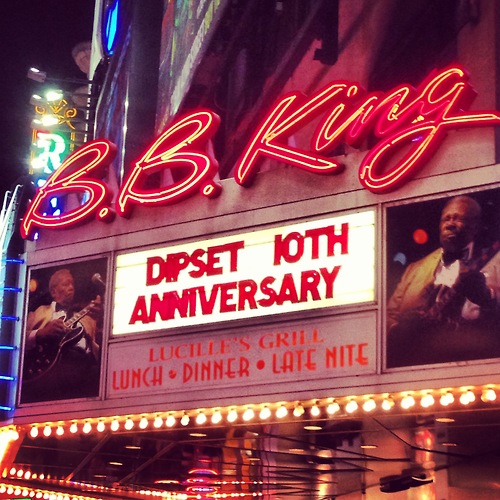 R
B.B. King
DIPSET 10TH
ANNIVERSARY
LUCILLE'S GRILL
LUNCH • DINNER • LATE NITE